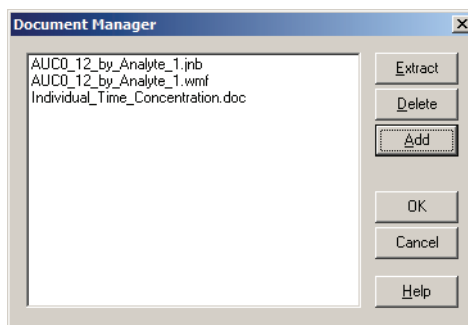 Document Manager
AUC0_12_by_Analyte_1.jnb
AUC0_12_by_Analyte_1.wmf
Individual_Time_Concentration.doc
Extract
Delete
Add
OK
Cancel
Help